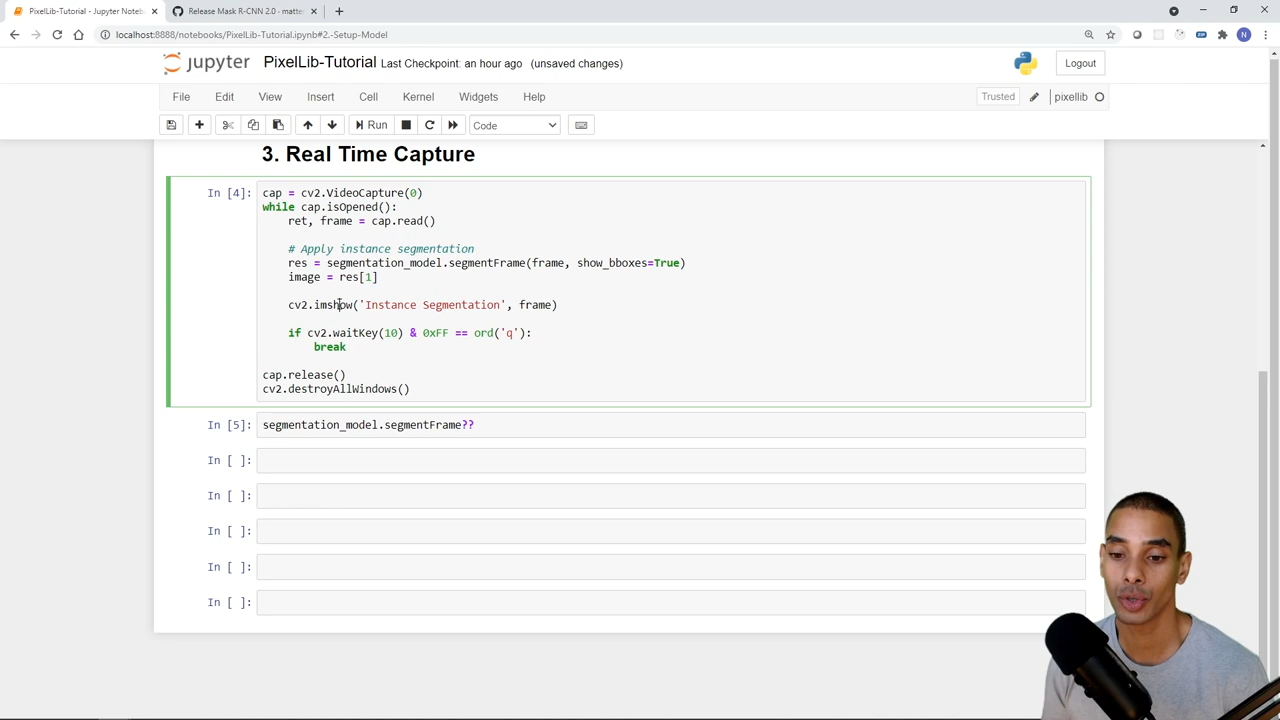 PixelLib-Tutorial - Jupyter Noteb
Release Mask R-CNN 2.0 - matte
localhost:8888/notebooks/PixelLib-Tutorial.ipynb#2.-Setup-Model
N
jupyter PixelLib-Tutorial Last Checkpoint: an hour ago (unsaved changes)
Logout
File Edit View Insert Cell Kernel Widgets Help
Trusted pixellib
Run Code
3. Real Time Capture
In [4]: cap = cv2.VideoCapture(0)
while cap.isOpened():
ret, frame = cap.read()
# Apply instance segmentation
res = segmentation_model.segmentFrame(frame, show_bboxes=True)
image = res[1]
cv2.imshow('Instance Segmentation', frame)
if cv2.waitKey(10) & 0xFF == ord('q'):
break
cap.release()
cv2.destroyAllWindows()
In [5]: segmentation_model.segmentFrame??
In [ ]:
In [ ]:
In [ ]:
In [ ]:
In [ ]: